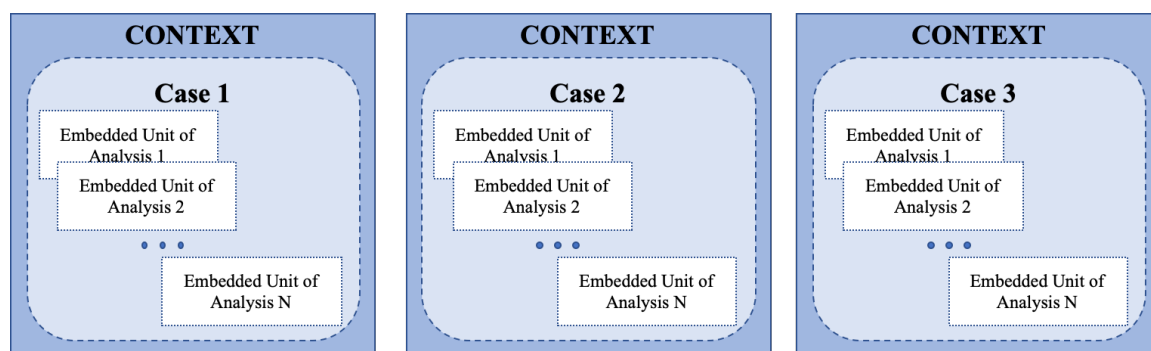 CONTEXT
Case 1
Embedded Unit of
Analysis 1
Embedded Unit of
Analysis 2
Embedded Unit of
Analysis N
CONTEXT
Case 2
Embedded Unit of
Analysis 1
Embedded Unit of
Analysis 2
Embedded Unit of
Analysis N
CONTEXT
Case 3
Embedded Unit of
Analysis 1
Embedded Unit of
Analysis 2
Embedded Unit of
Analysis N